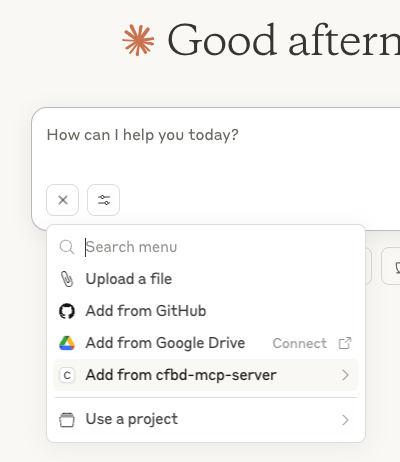 Good aftern
How can I help you today?
Search menu
Upload a file
Add from GitHub
Add from Google Drive Connect
C Add from cfbd-mcp-server
Use a project